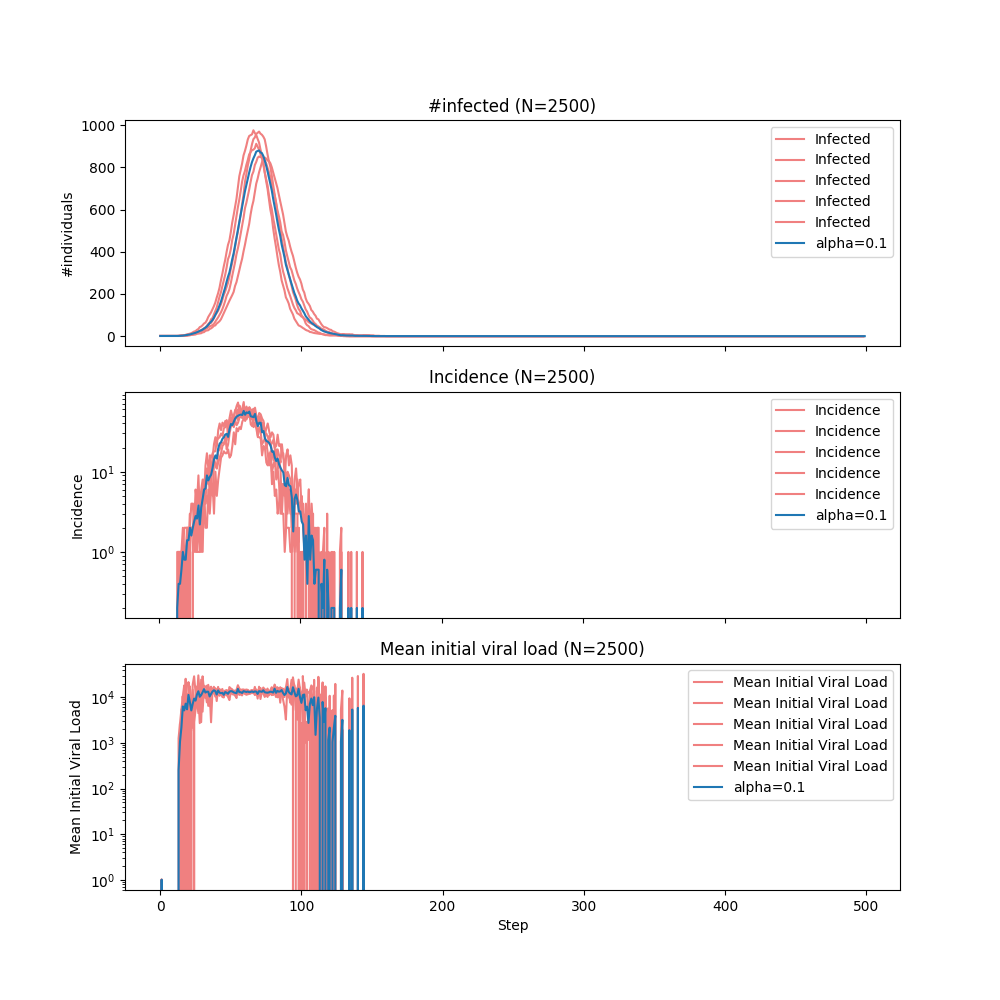 #infected (N=2500)
1000
800
600
400
200
0
#individuals
Infected
Infected
Infected
Infected
Infected
alpha=0.1
Incidence (N=2500)
10^1
10^0
Incidence
Incidence
Incidence
Incidence
Incidence
Incidence
alpha=0.1
Mean initial viral load (N=2500)
10^4
10^3
10^2
10^1
10^0
Mean Initial Viral Load
Mean Initial Viral Load
Mean Initial Viral Load
Mean Initial Viral Load
Mean Initial Viral Load
Mean Initial Viral Load
alpha=0.1
0 100 200 300 400 500
Step